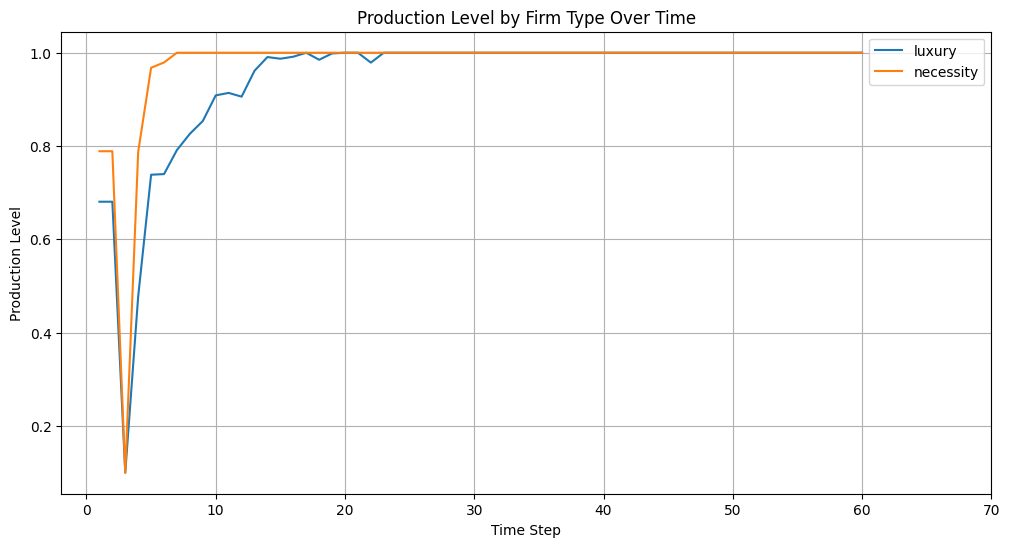 Production Level by Firm Type Over Time
luxury
necessity
Production Level
1.0
0.8
0.6
0.4
0.2
0 10 20 30 40 50 60 70
Time Step